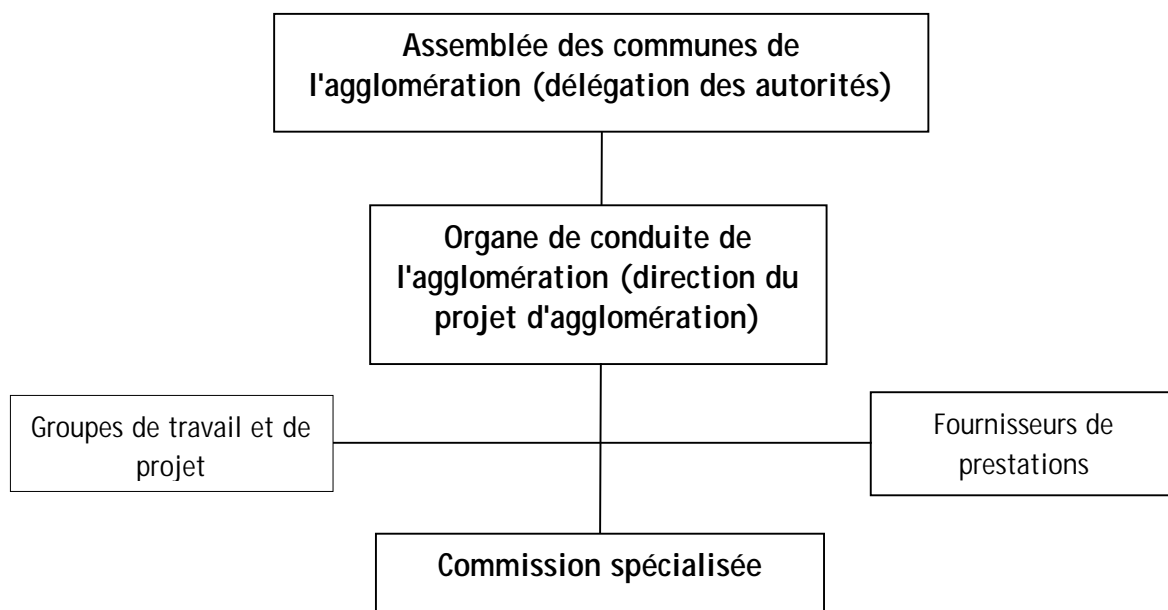 Assemblée des communes de
l'agglomération (délégation des autorités)
Organe de conduite de
l'agglomération (direction du
projet d'agglomération)
Groupes de travail et de
projet
Fournisseurs de
prestations
Commission spécialisée